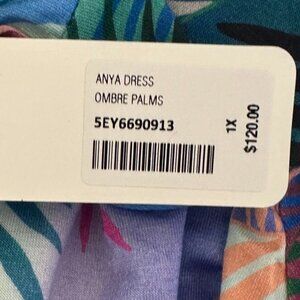 ANYA DRESS
OMBRE PALMS
5EY6690913
1X
$120.00